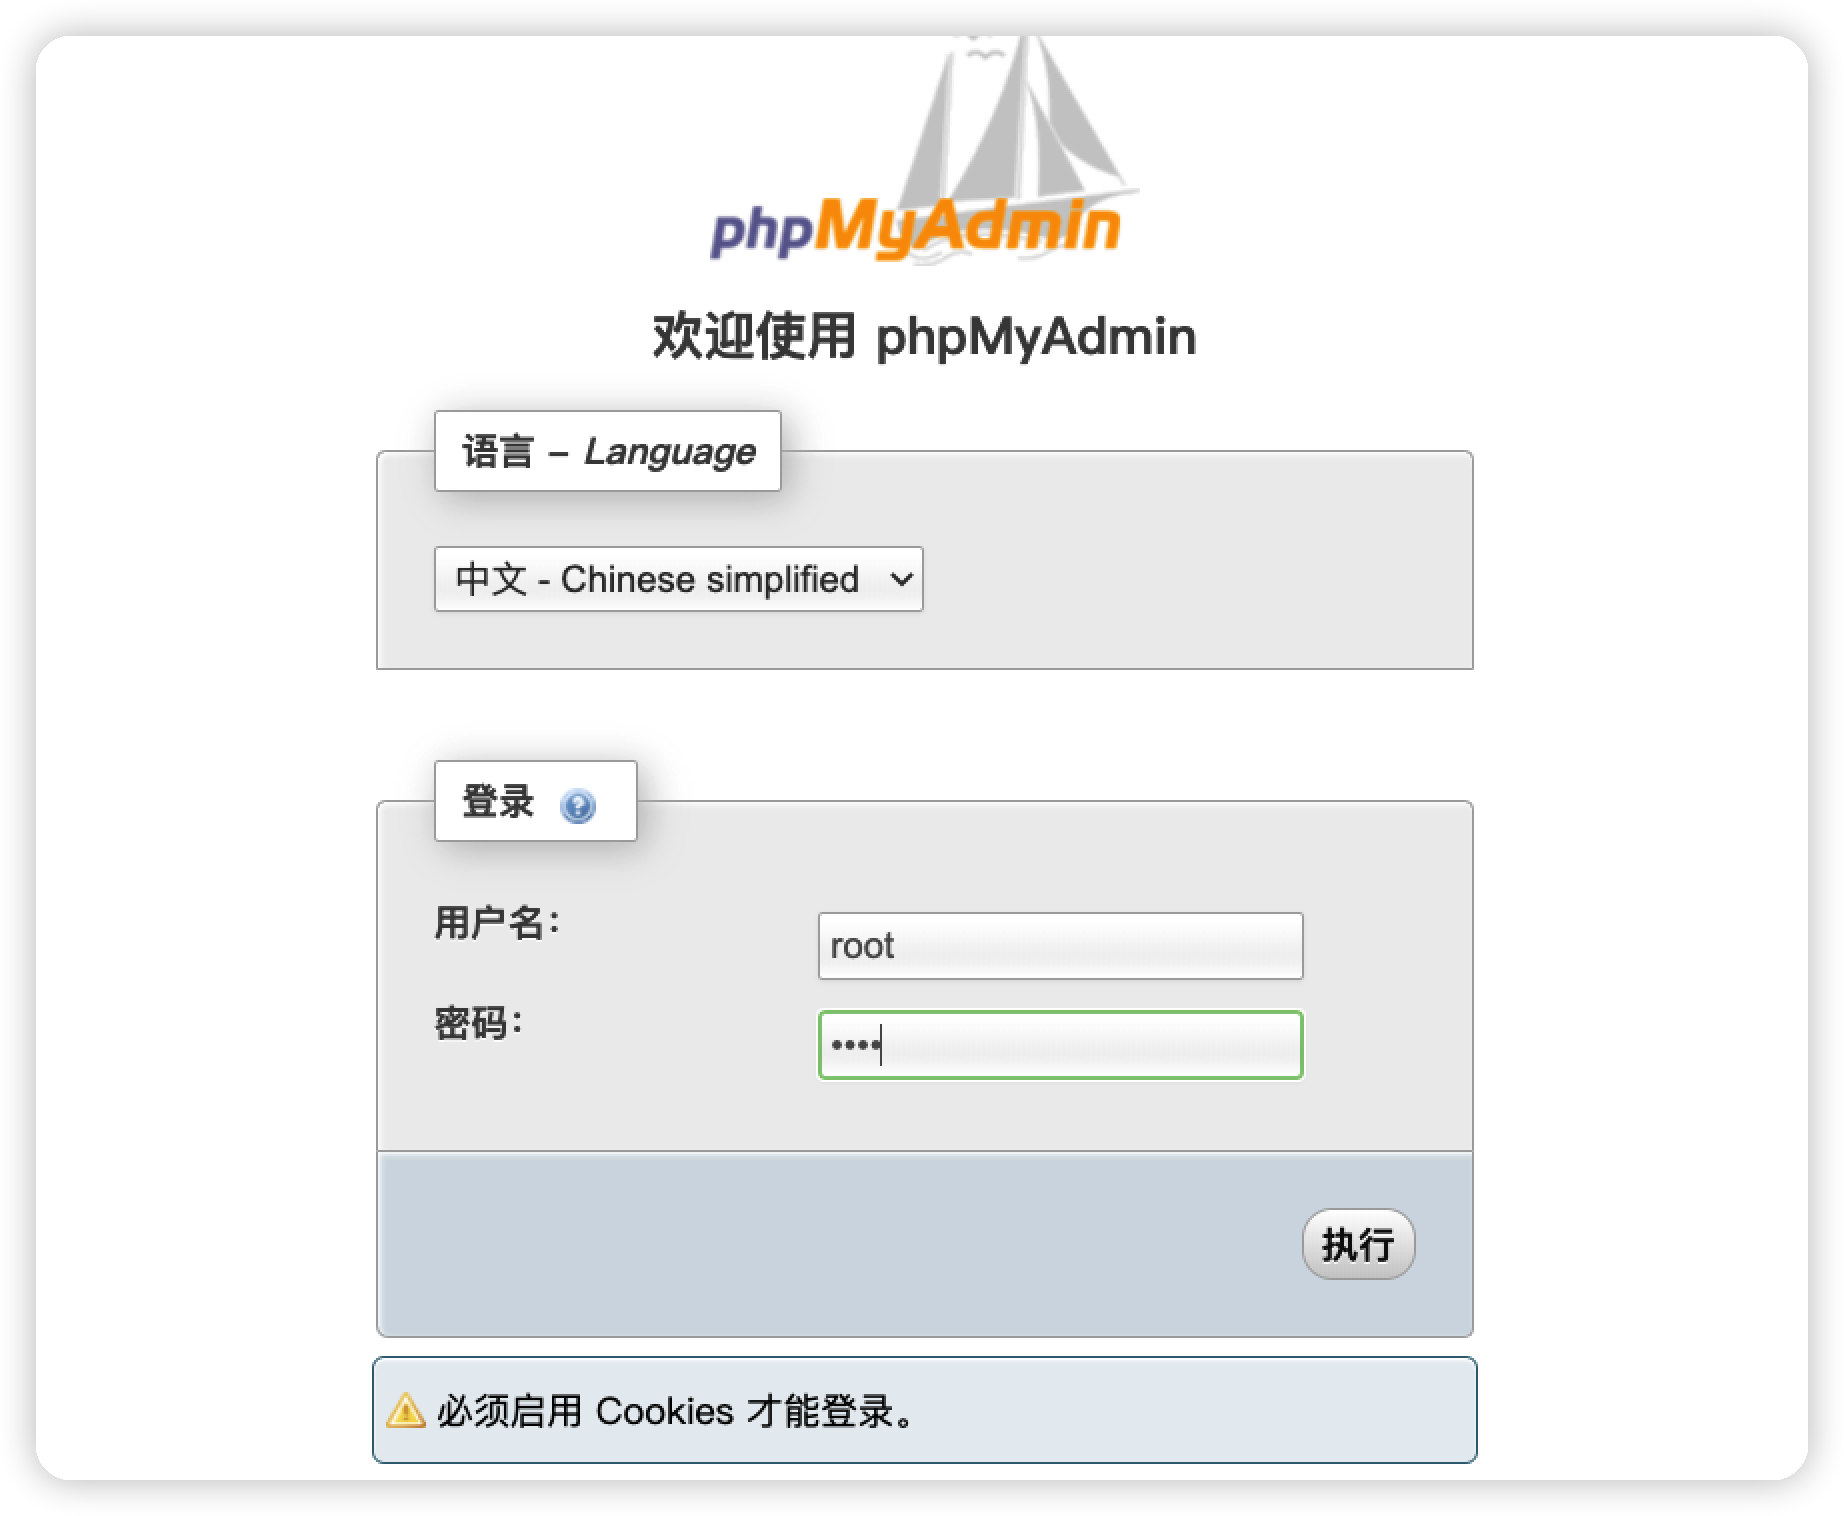 phpMyAdmin
欢迎使用 phpMyAdmin
语言 – Language
中文 - Chinese simplified
登录
用户名：
root
密码：
••••
执行
必须启用 Cookies 才能登录。